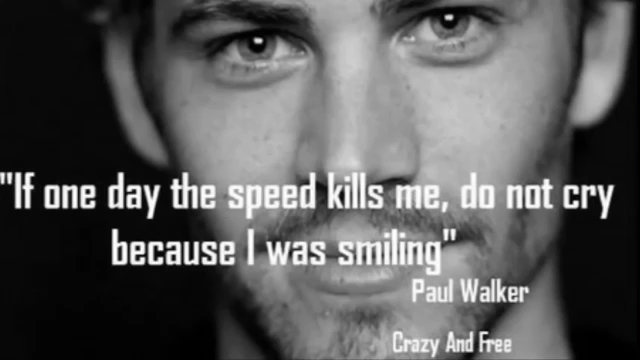 "If one day the speed kills me, do not cry
because I was smiling"
Paul Walker
Crazy And Free